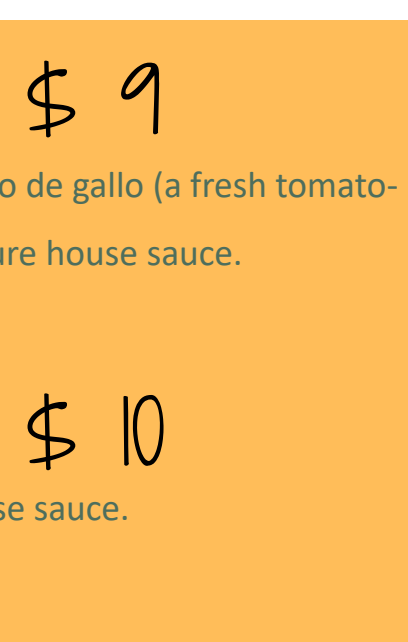 $ 9
o de gallo (a fresh tomato-
ure house sauce.
$ 10
se sauce.